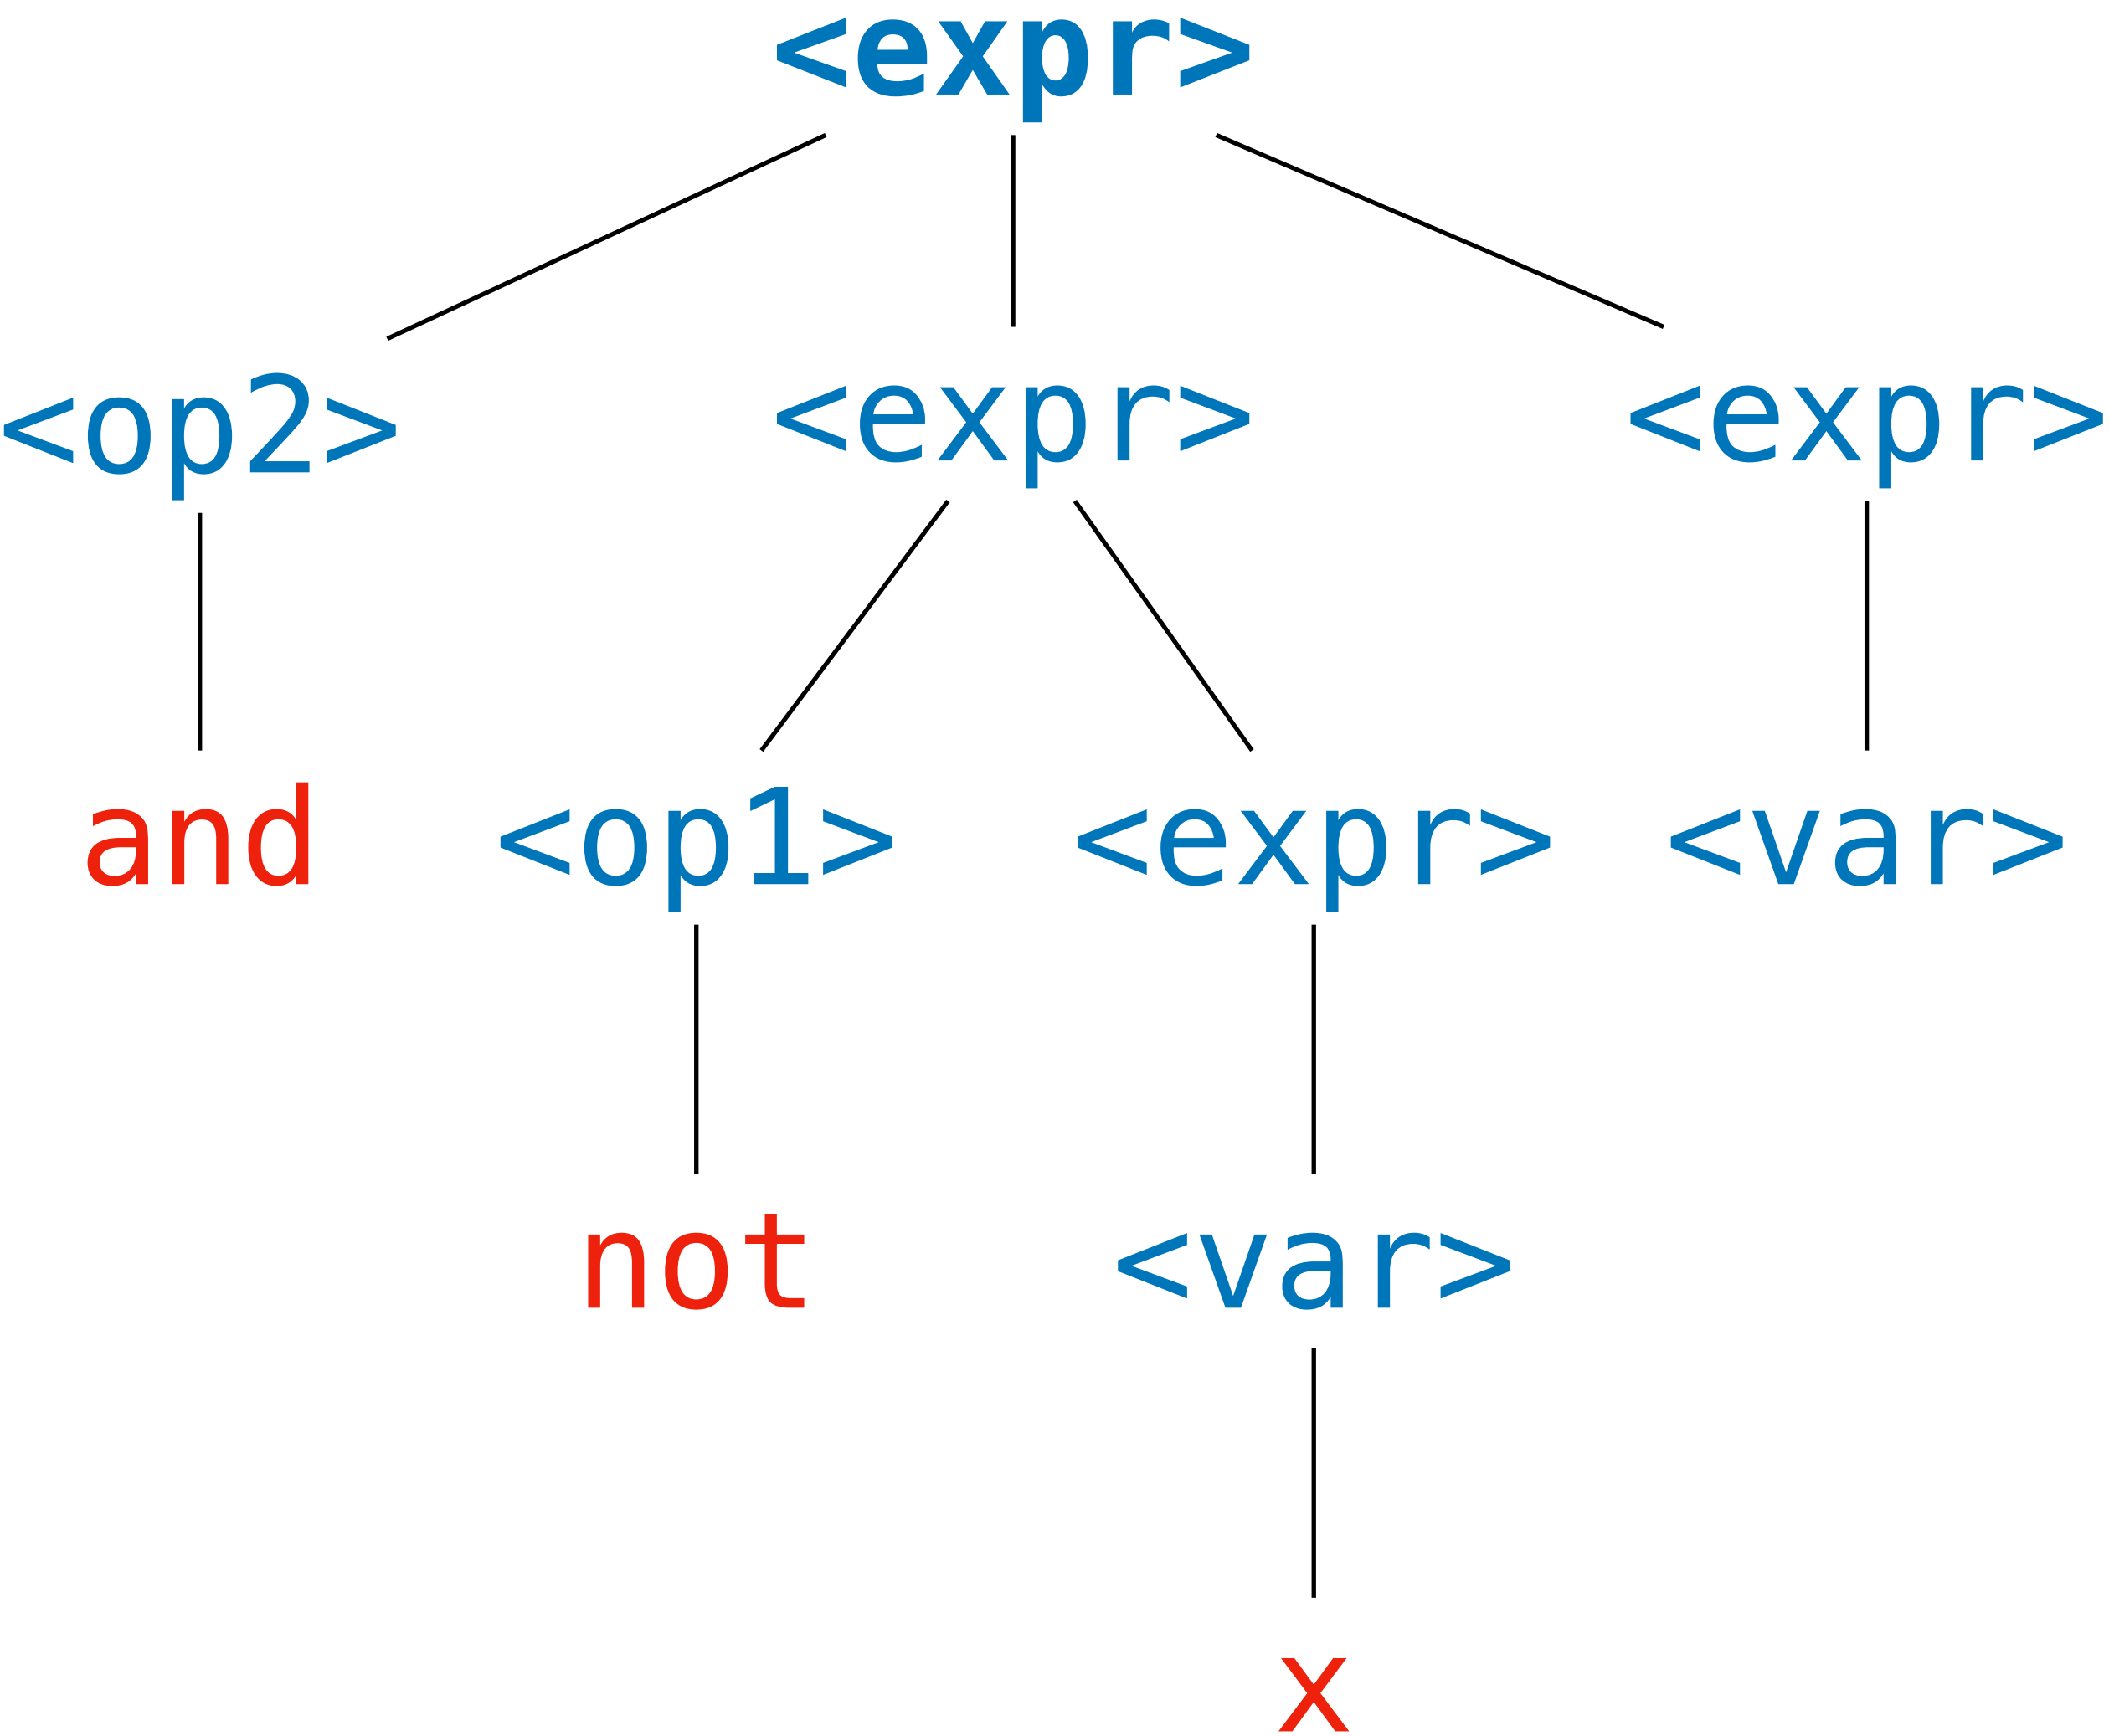 <expr>
<op2> <expr> <expr>
and <op1> <expr> <var>
not <var>
x